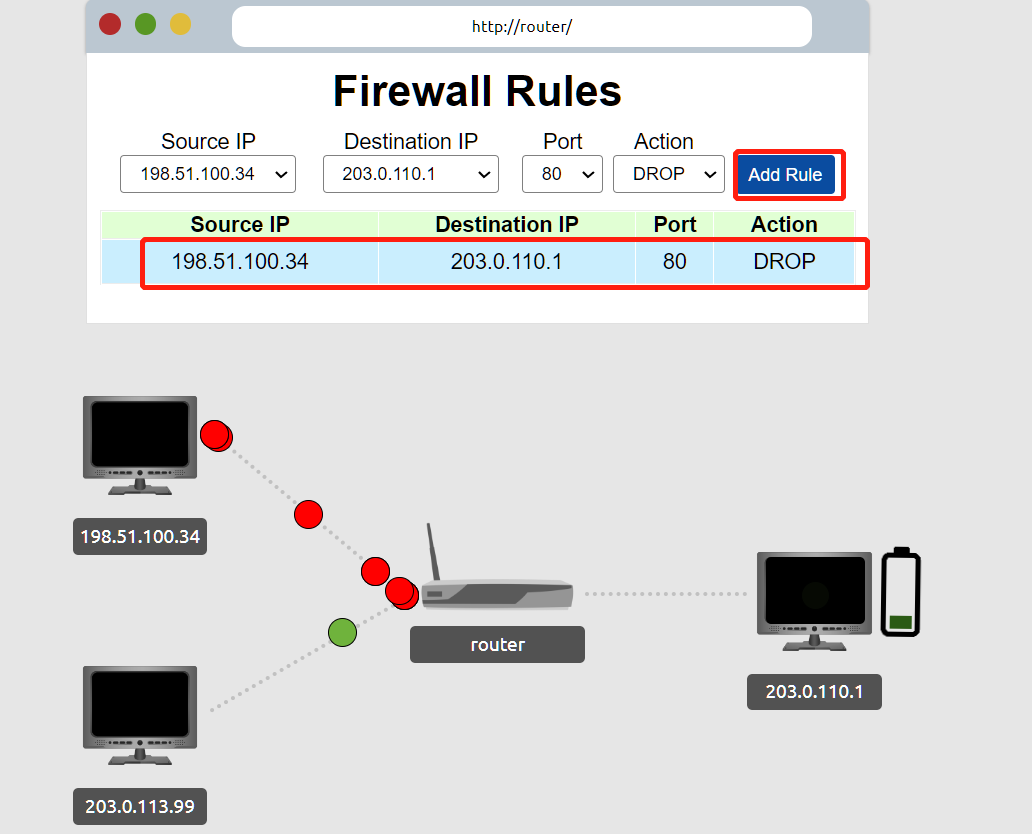 http://router/
Firewall Rules
Source IP Destination IP Port Action
198.51.100.34 203.0.110.1 80 DROP Add Rule
Source IP Destination IP Port Action
198.51.100.34 203.0.110.1 80 DROP
198.51.100.34
router
203.0.110.1
203.0.113.99